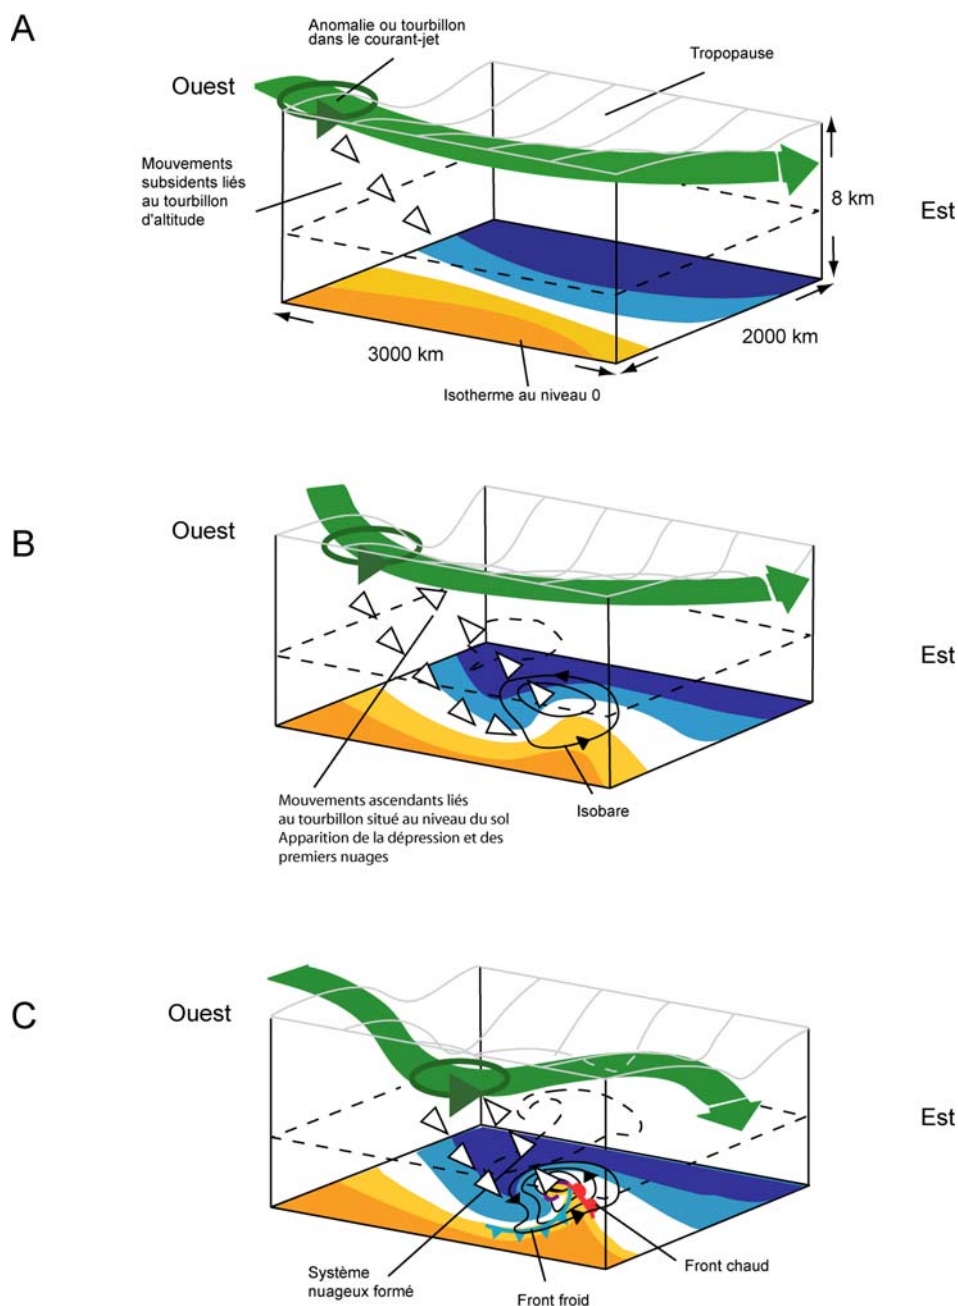 A
Anomalie ou tourbillon
dans le courant-jet
Tropopause
Ouest
Mouvements
subsidents liés
au tourbillon
d'altitude
8 km
Est
2000 km
3000 km
Isotherme au niveau 0
B
Ouest
Est
Mouvements ascendants liés
au tourbillon situé au niveau du sol
Apparition de la dépression et des
premiers nuages
Isobare
C
Ouest
Est
Système
nuageux formé
Front chaud
Front froid